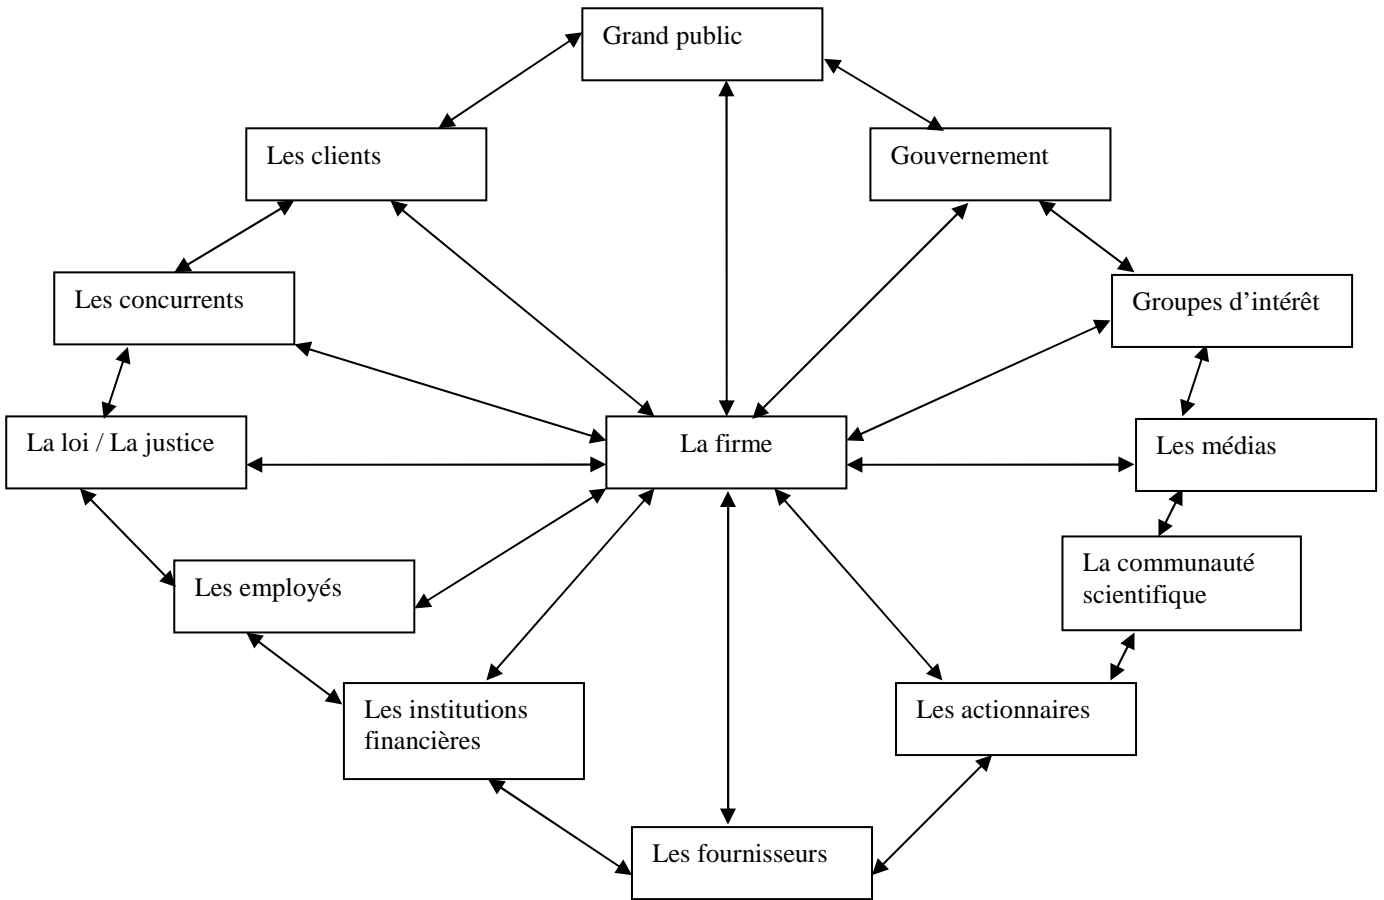 Grand public
Les clients
Gouvernement
Les concurrents
Groupes d’intérêt
La loi / La justice
La firme
Les médias
La communauté
scientifique
Les employés
Les institutions
financières
Les actionnaires
Les fournisseurs